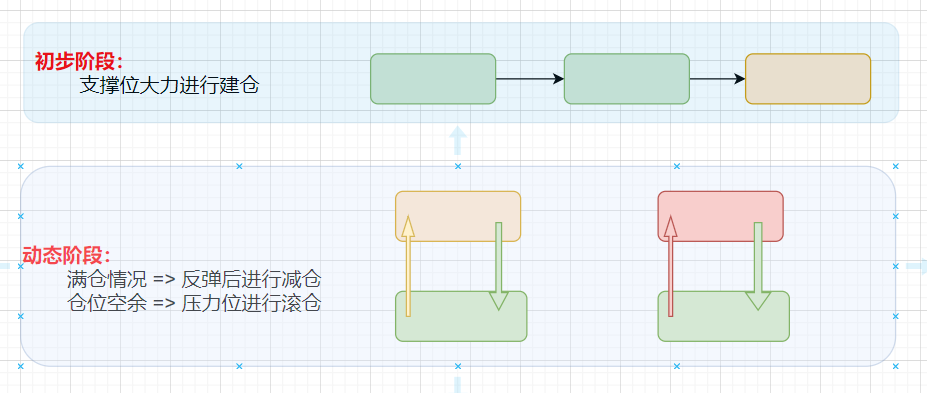 初步阶段：
支撑位大力进行建仓
动态阶段：
满仓情况 => 反弹后进行减仓
仓位空余 => 压力位进行滚仓